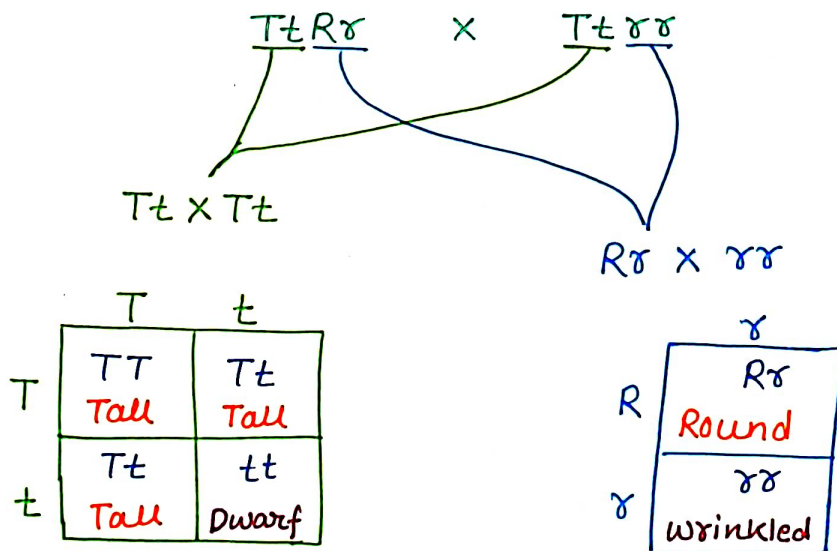 TtRr X Ttrr
Tt X Tt
Rr X rr
T t
T TT Tt
Tall Tall
t Tt tt
Tall Dwarf
r
R Rr
Round
r rr
Wrinkled